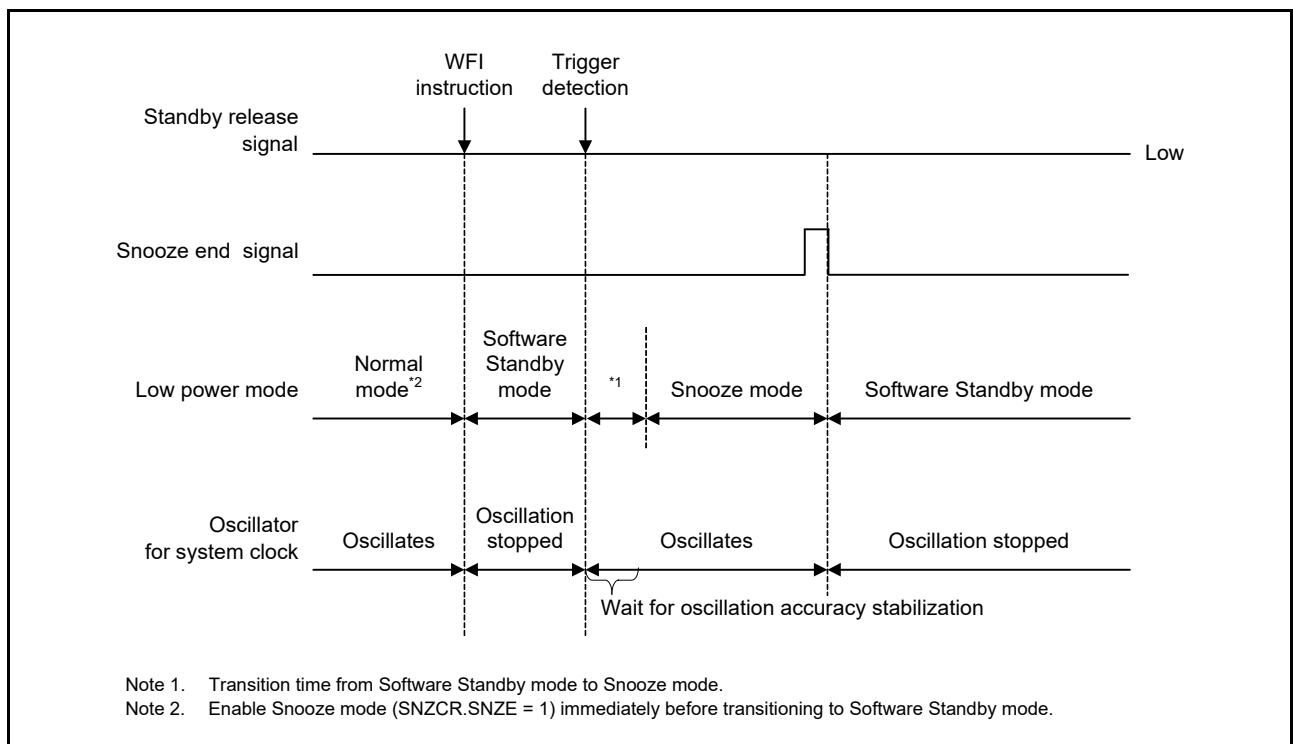 WFI
instruction
Trigger
detection
Standby release
signal
Low
Snooze end signal
Low power mode
Normal
mode*2
Software
Standby
mode
*1
Snooze mode
Software Standby mode
Oscillator
for system clock
Oscillates
Oscillation
stopped
Oscillates
Oscillation stopped
Wait for oscillation accuracy stabilization
Note 1. Transition time from Software Standby mode to Snooze mode.
Note 2. Enable Snooze mode (SNZCR.SNZE = 1) immediately before transitioning to Software Standby mode.